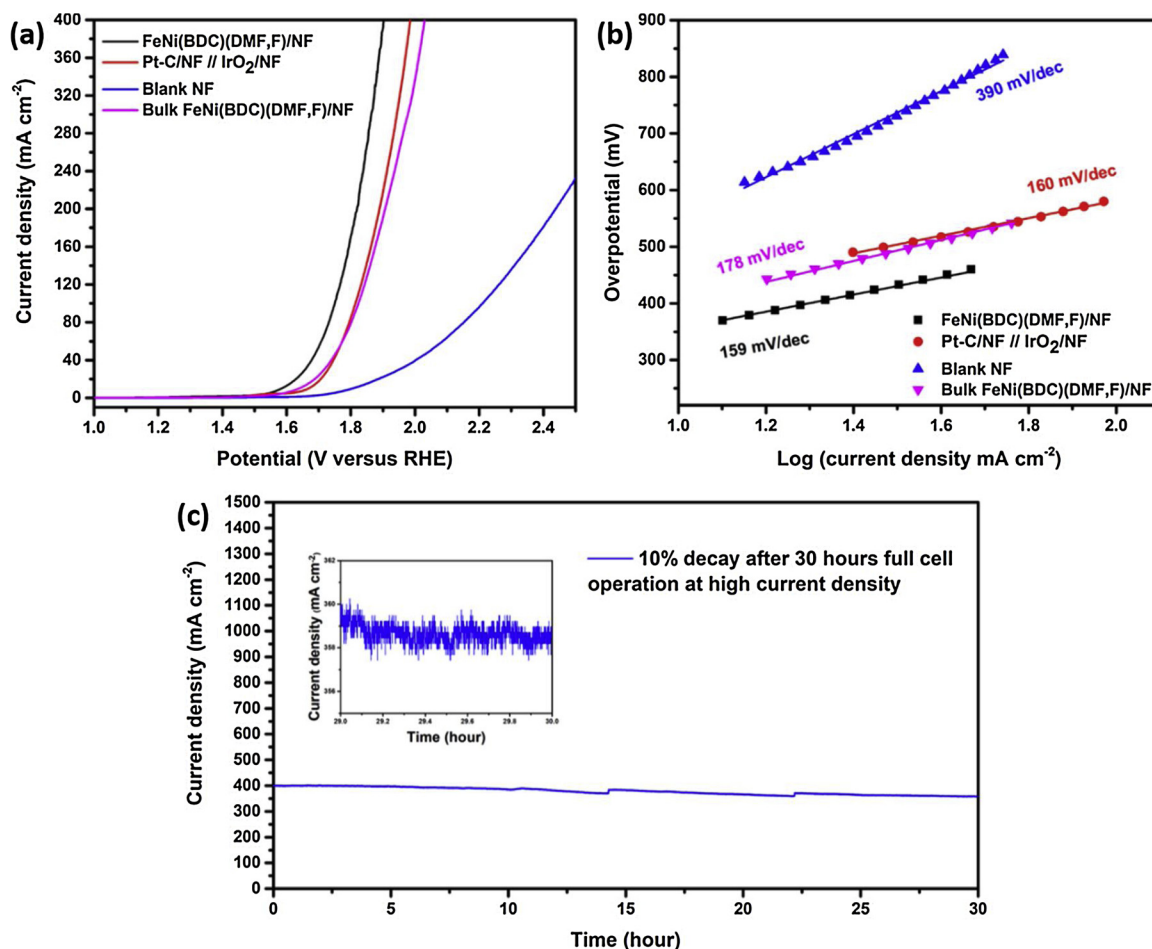 (a)
400
360
320
280
240
200
160
120
80
40
0
Current density (mA cm⁻²)
FeNi(BDC)(DMF,F)/NF
Pt-C/NF // IrO₂/NF
Blank NF
Bulk FeNi(BDC)(DMF,F)/NF
1.0 1.2 1.4 1.6 1.8 2.0 2.2 2.4
Potential (V versus RHE)
(b)
900
800
700
600
500
400
300
Overpotential (mV)
390 mV/dec
160 mV/dec
178 mV/dec
159 mV/dec
FeNi(BDC)(DMF,F)/NF
Pt-C/NF // IrO₂/NF
Blank NF
Bulk FeNi(BDC)(DMF,F)/NF
1.0 1.2 1.4 1.6 1.8 2.0
Log (current density mA cm⁻²)
(c)
1500
1400
1300
1200
1100
1000
900
800
700
600
500
400
300
200
100
0
Current density (mA cm⁻²)
10% decay after 30 hours full cell
operation at high current density
362
360
358
356
Current density (mA cm⁻²)
29.0 29.2 29.4 29.6 29.8 30.0
Time (hour)
0 5 10 15 20 25 30
Time (hour)